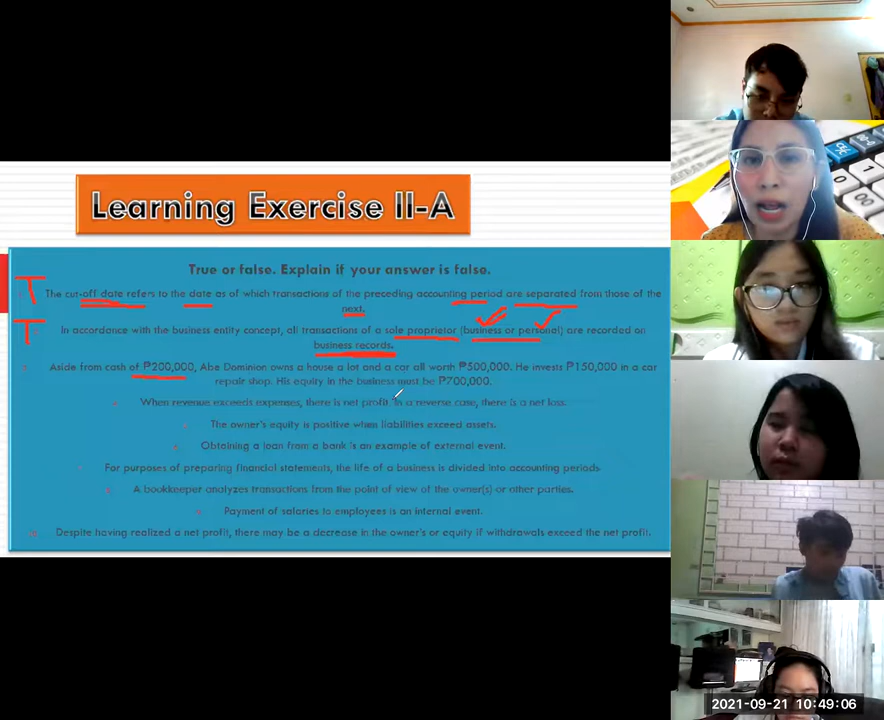 Learning Exercise II-A
True or false. Explain if your answer is false.
T
The cut-off date refers to the date as of which transactions of the preceding accounting period are separated from those of the
next.
T
In accordance with the business entity concept, all transactions of a sole proprietor (business or personal) are recorded on
business records.
Aside from cash of ₱200,000, Abe Dominion owns a house a lot and a car all worth ₱500,000. He invests ₱150,000 in a car
repair shop. His equity in the business must be ₱700,000.
When revenue exceeds expenses, there is net profit in a reverse case, there is a net loss.
The owner's equity is positive when liabilities exceed assets.
Obtaining a loan from a bank is an example of external event.
For purposes of preparing financial statements, the life of a business is divided into accounting periods
A bookkeeper analyzes transactions from the point of view of the owner(s) or other parties.
Payment of salaries to employees is an internal event.
Despite having realized a net profit, there may be a decrease in the owner's or equity if withdrawals exceed the net profit.
2021-09-21 10:49:06